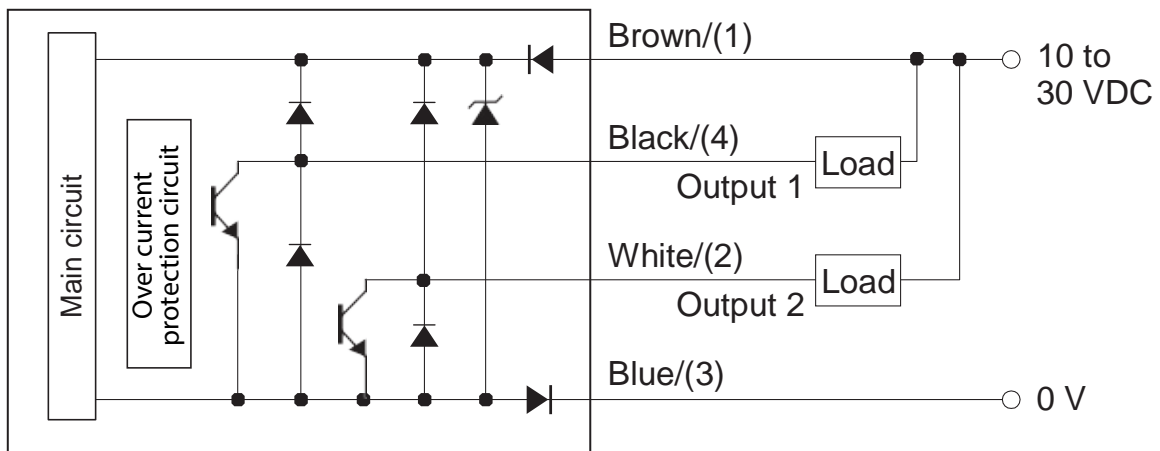 Main circuit
Over current
protection circuit
Brown/(1)
10 to
30 VDC
Black/(4)
Load
Output 1
White/(2)
Load
Output 2
Blue/(3)
0 V